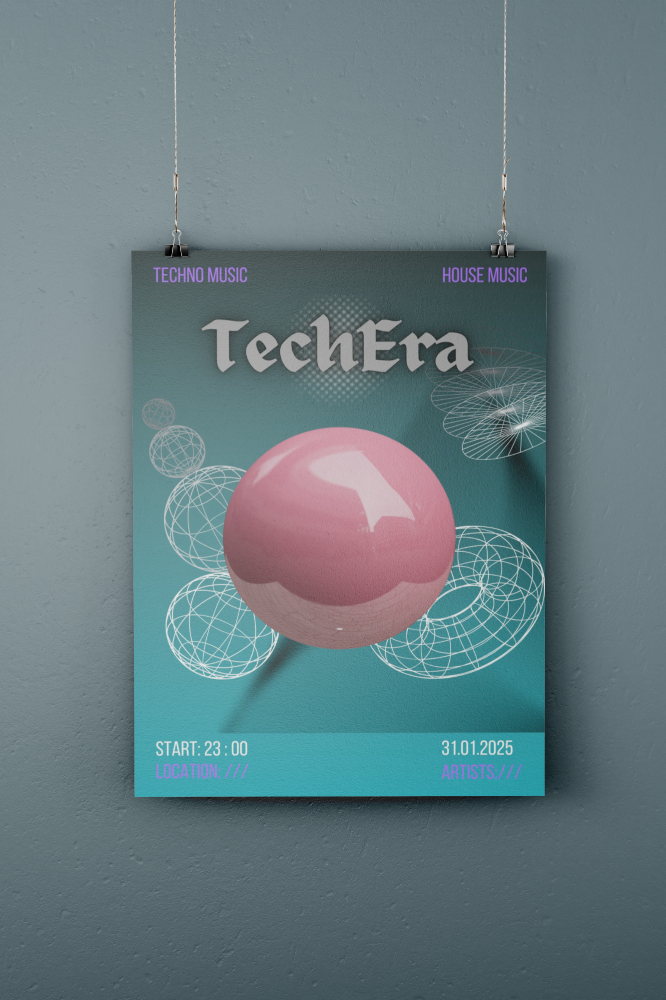 TECHNO MUSIC HOUSE MUSIC
TechEra
START: 23 : 00 31.01.2025
LOCATION: /// ARTISTS:///